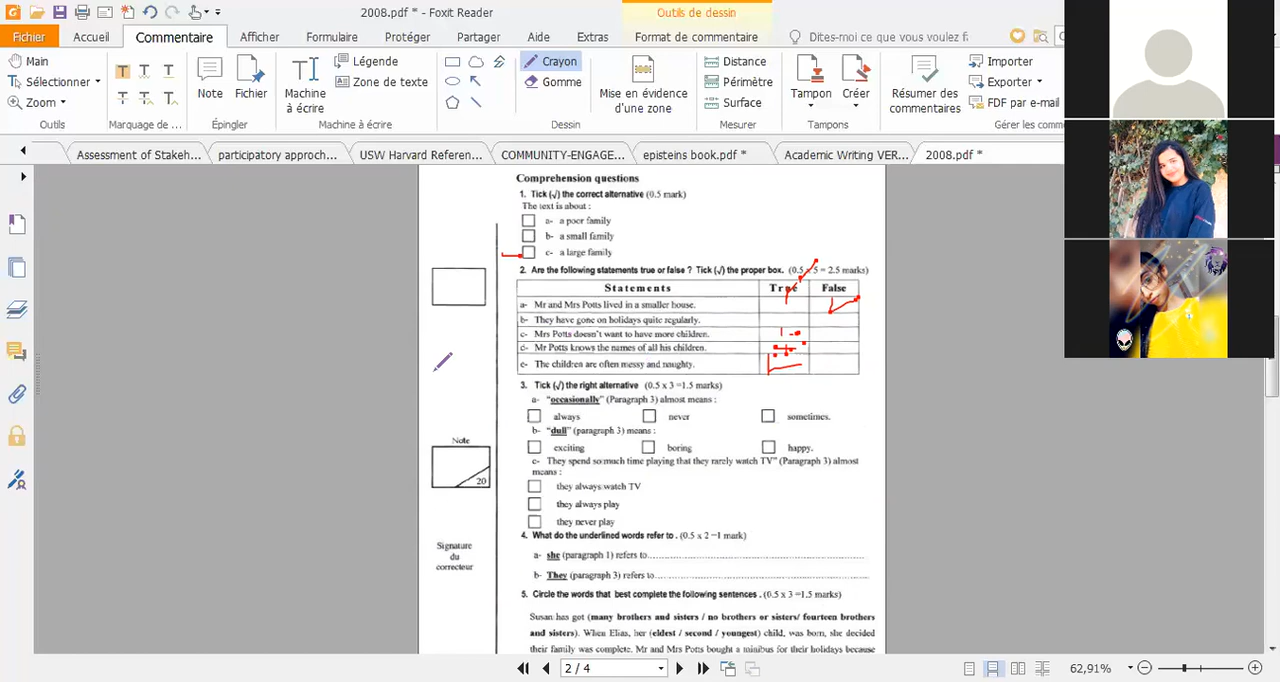 2008.pdf * - Foxit Reader
Outils de dessin
Fichier Accueil Commentaire Afficher Formulaire Protéger Partager Aide Extras Format de commentaire Dites-moi ce que vous voulez f.
Main
Sélectionner
Zoom
Outils
T T T
T T T
Marquage de ...
Note
Fichier
Épingler
Machine à écrire
Légende
Zone de texte
Machine à écrire
Crayon
Gomme
Dessin
Mise en évidence d'une zone
Distance
Périmètre
Surface
Mesurer
Tampon
Créer
Tampons
Résumer des commentaires
Importer
Exporter
FDF par e-mail
Gérer les comm
Assessment of Stakeh... participatory approch... USW Harvard Referen... COMMUNITY-ENGAGE... episteins book.pdf * Academic Writing VER... 2008.pdf *
Comprehension questions
1. Tick (√) the correct alternative (0.5 mark)
The text is about :
a- a poor family
b- a small family
c- a large family
2. Are the following statements true or false ? Tick (√) the proper box. (0.5 x 5 = 2.5 marks)
Statements True False
a- Mr and Mrs Potts lived in a smaller house.
b- They have gone on holidays quite regularly.
c- Mrs Potts doesn't want to have more children.
d- Mr Potts knows the names of all his children.
e- The children are often messy and naughty.
3. Tick (√) the right alternative (0.5 x 3 =1.5 marks)
a- "occasionally" (Paragraph 3) almost means :
always never sometimes.
b- "dull" (paragraph 3) means :
exciting boring happy.
c- They spend so much time playing that they rarely watch TV" (Paragraph 3) almost
means :
they always watch TV
they always play
they never play
4. What do the underlined words refer to . (0.5 x 2 =1 mark)
a- she (paragraph 1) refers to
b- They (paragraph 3) refers to
5. Circle the words that best complete the following sentences . (0.5 x 3 =1.5 marks)
Susan has got (many brothers and sisters / no brothers or sisters/ fourteen brothers
and sisters). When Elias, her (eldest / second / youngest) child, was born, she decided
their family was complete. Mr and Mrs Potts bought a minibus for their holidays because
Note
20
Signature
du
correcteur
2 / 4
62,91%